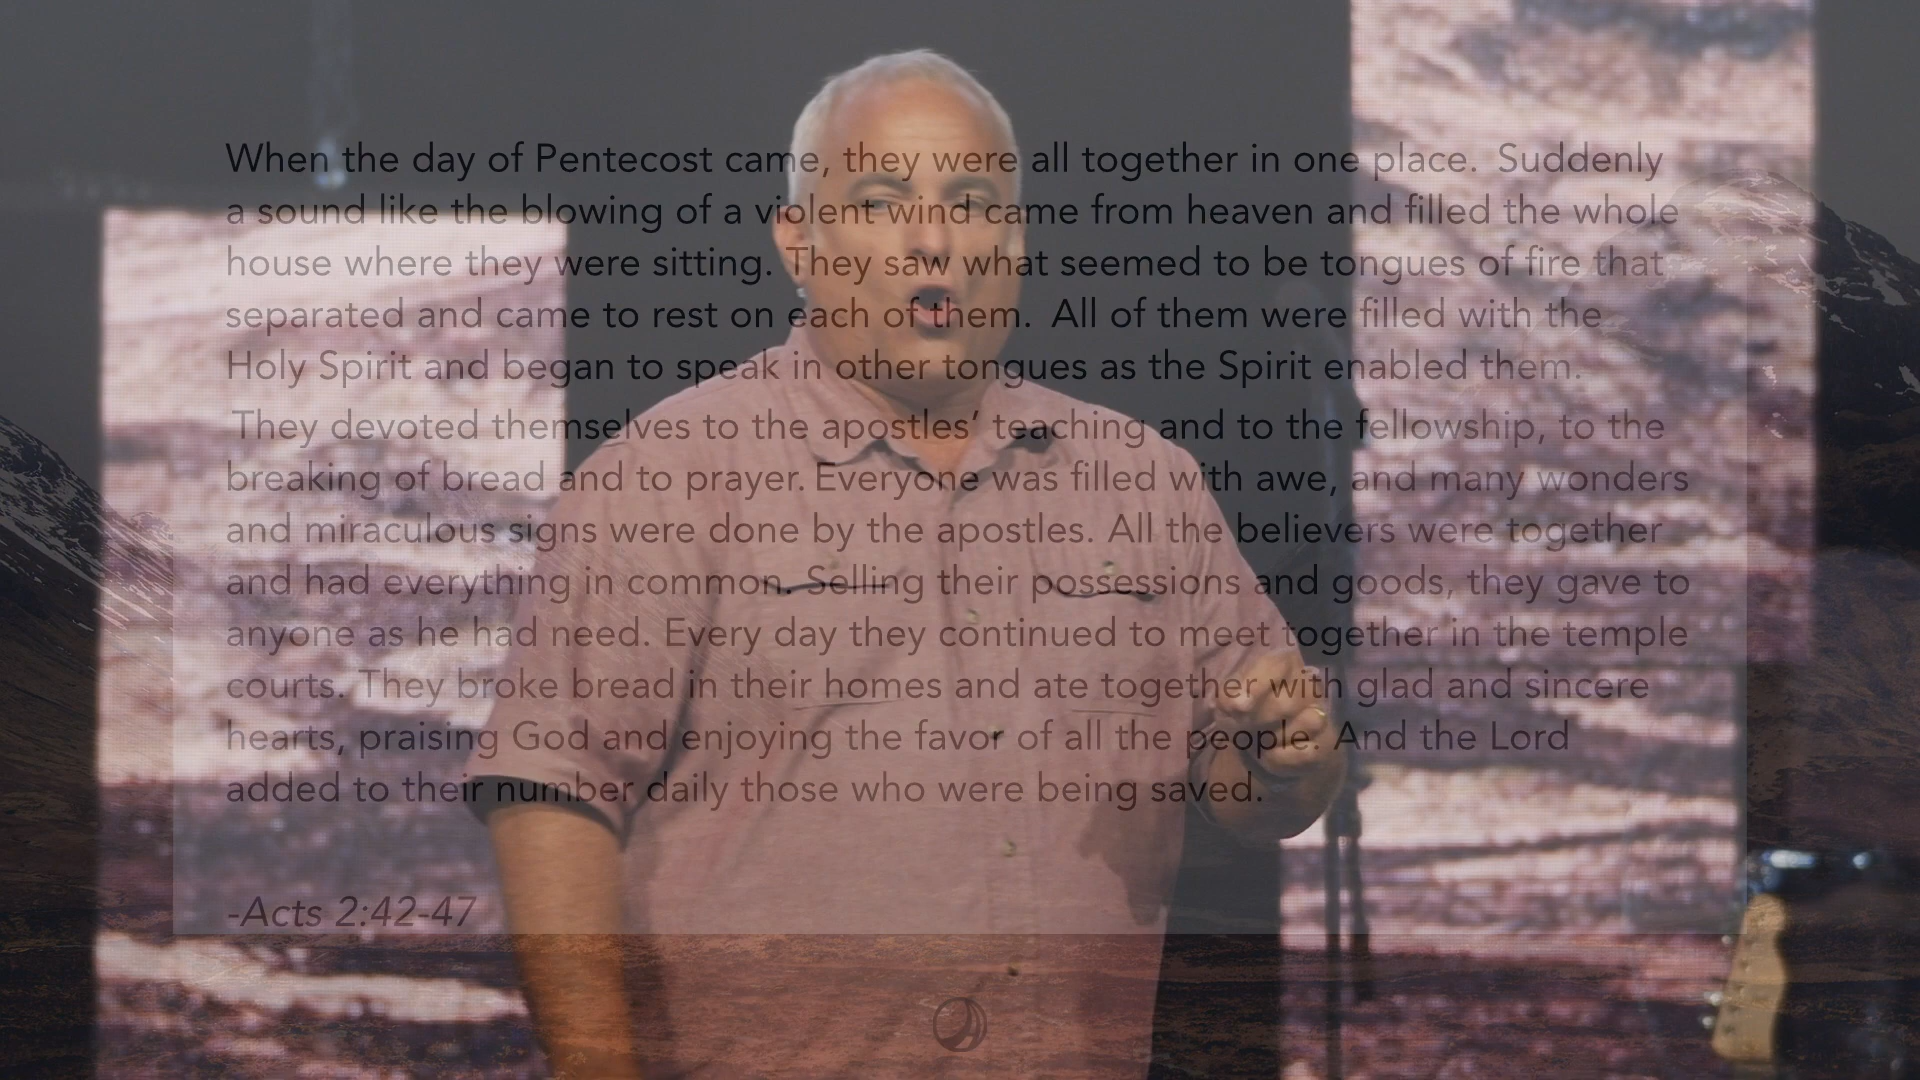 When the day of Pentecost came, they were all together in one place. Suddenly
a sound like the blowing of a violent wind came from heaven and filled the whole
house where they were sitting. They saw what seemed to be tongues of fire that
separated and came to rest on each of them. All of them were filled with the
Holy Spirit and began to speak in other tongues as the Spirit enabled them.
They devoted themselves to the apostles' teaching and to the fellowship, to the
breaking of bread and to prayer. Everyone was filled with awe, and many wonders
and miraculous signs were done by the apostles. All the believers were together
and had everything in common. Selling their possessions and goods, they gave to
anyone as he had need. Every day they continued to meet together in the temple
courts. They broke bread in their homes and ate together with glad and sincere
hearts, praising God and enjoying the favor of all the people. And the Lord
added to their number daily those who were being saved.
-Acts 2:42-47